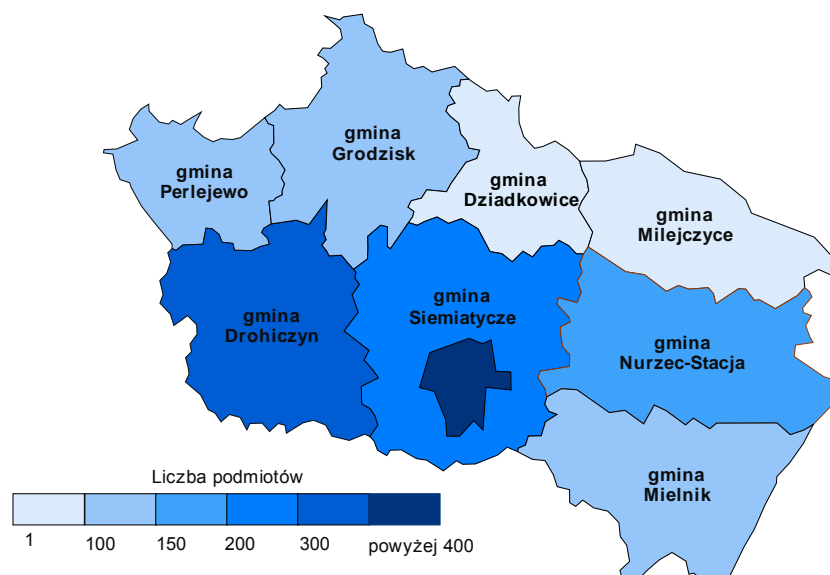 gmina
Grodzisk
gmina
Perlejewo
gmina
Dziadkowice
gmina
Milejczyce
gmina
Drohiczyn
gmina
Siemiatycze
gmina
Nurzec-Stacja
gmina
Mielnik
Liczba podmiotów
1 100 150 200 300 powyżej 400